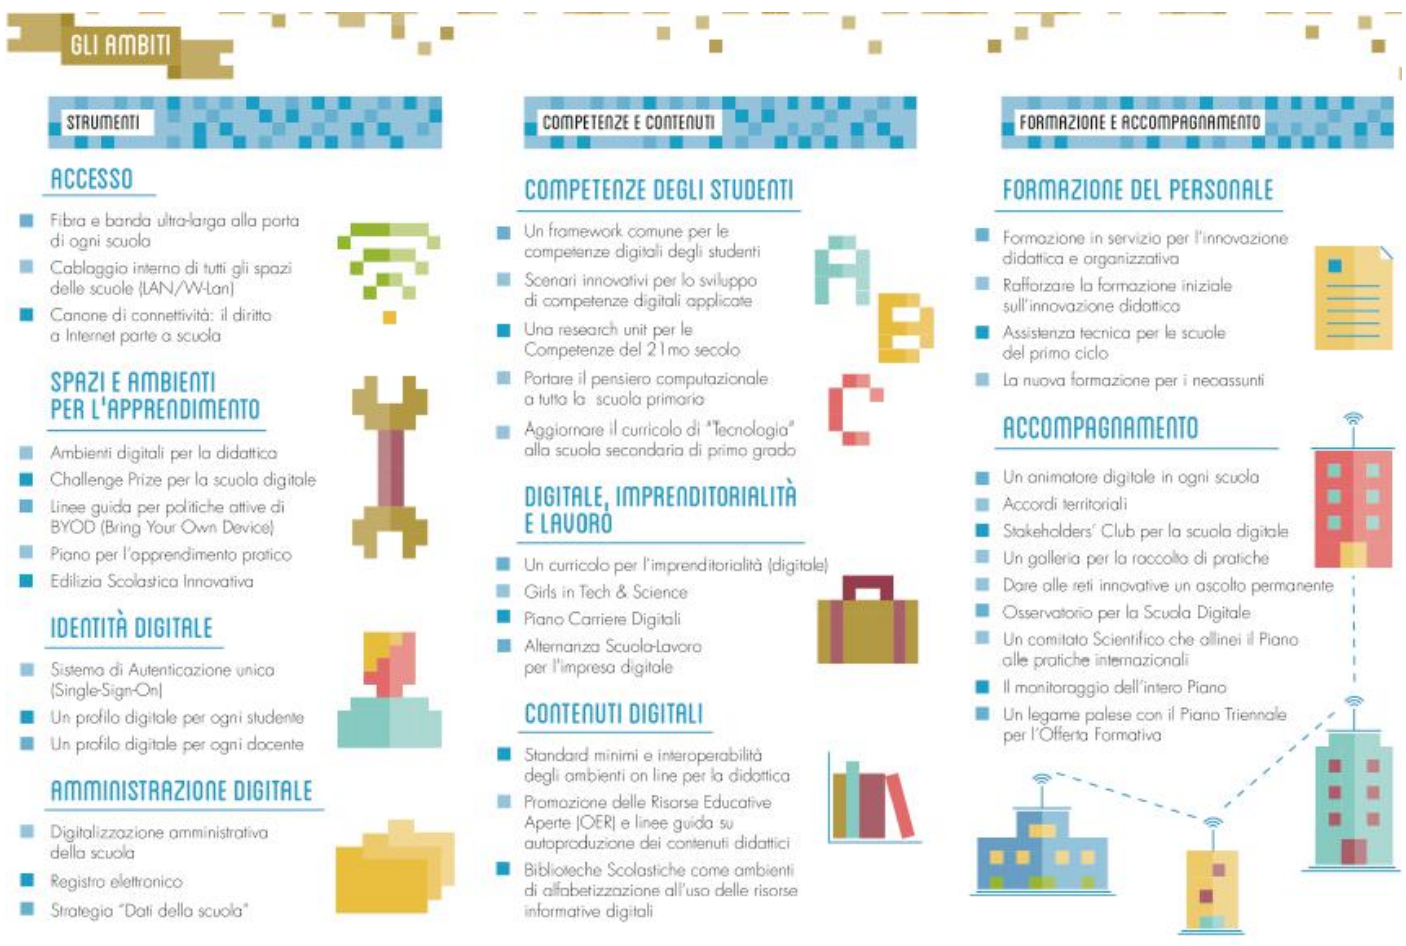 GLI AMBITI
STRUMENTI
ACCESSO
Fibra e banda ultra-larga alla porta
di ogni scuola
Cablaggio interno di tutti gli spazi
delle scuole (LAN/W-Lan)
Canone di connettività: il diritto
a Internet parte a scuola
SPAZI E AMBIENTI
PER L'APPRENDIMENTO
Ambienti digitali per la didattica
Challenge Prize per la scuola digitale
Linee guida per politiche attive di
BYOD (Bring Your Own Device)
Piano per l'apprendimento pratico
Edilizia Scolastica Innovativa
IDENTITÀ DIGITALE
Sistema di Autenticazione unica
(Single-Sign-On)
Un profilo digitale per ogni studente
Un profilo digitale per ogni docente
AMMINISTRAZIONE DIGITALE
Digitalizzazione amministrativa
della scuola
Registro elettronico
Strategia "Dati della scuola"
COMPETENZE E CONTENUTI
COMPETENZE DEGLI STUDENTI
Un framework comune per le
competenze digitali degli studenti
Scenari innovativi per lo sviluppo
di competenze digitali applicate
Una research unit per le
Competenze del 21mo secolo
Portare il pensiero computazionale
a tutta la scuola primaria
Aggiornare il curricolo di "Tecnologia"
alla scuola secondaria di primo grado
A
B
C
DIGITALE, IMPRENDITORIALITÀ
E LAVORO
Un curricolo per l'imprenditorialità (digitale)
Girls in Tech & Science
Piano Carriere Digitali
Alternanza Scuola-Lavoro
per l'impresa digitale
CONTENUTI DIGITALI
Standard minimi e interoperabilità
degli ambienti on line per la didattica
Promozione delle Risorse Educative
Aperte (OER) e linee guida su
autoproduzione dei contenuti didattici
Biblioteche Scolastiche come ambienti
di alfabetizzazione all'uso delle risorse
informative digitali
FORMAZIONE E ACCOMPAGNAMENTO
FORMAZIONE DEL PERSONALE
Formazione in servizio per l'innovazione
didattica e organizzativa
Rafforzare la formazione iniziale
sull'innovazione didattica
Assistenza tecnica per le scuole
del primo ciclo
La nuova formazione per i neoassunti
ACCOMPAGNAMENTO
Un animatore digitale in ogni scuola
Accordi territoriali
Stakeholders' Club per la scuola digitale
Un galleria per la raccolta di pratiche
Dare alle reti innovative un ascolto permanente
Osservatorio per la Scuola Digitale
Un comitato Scientifico che allinei il Piano
alle pratiche internazionali
Il monitoraggio dell'intero Piano
Un legame palese con il Piano Triennale
per l'Offerta Formativa